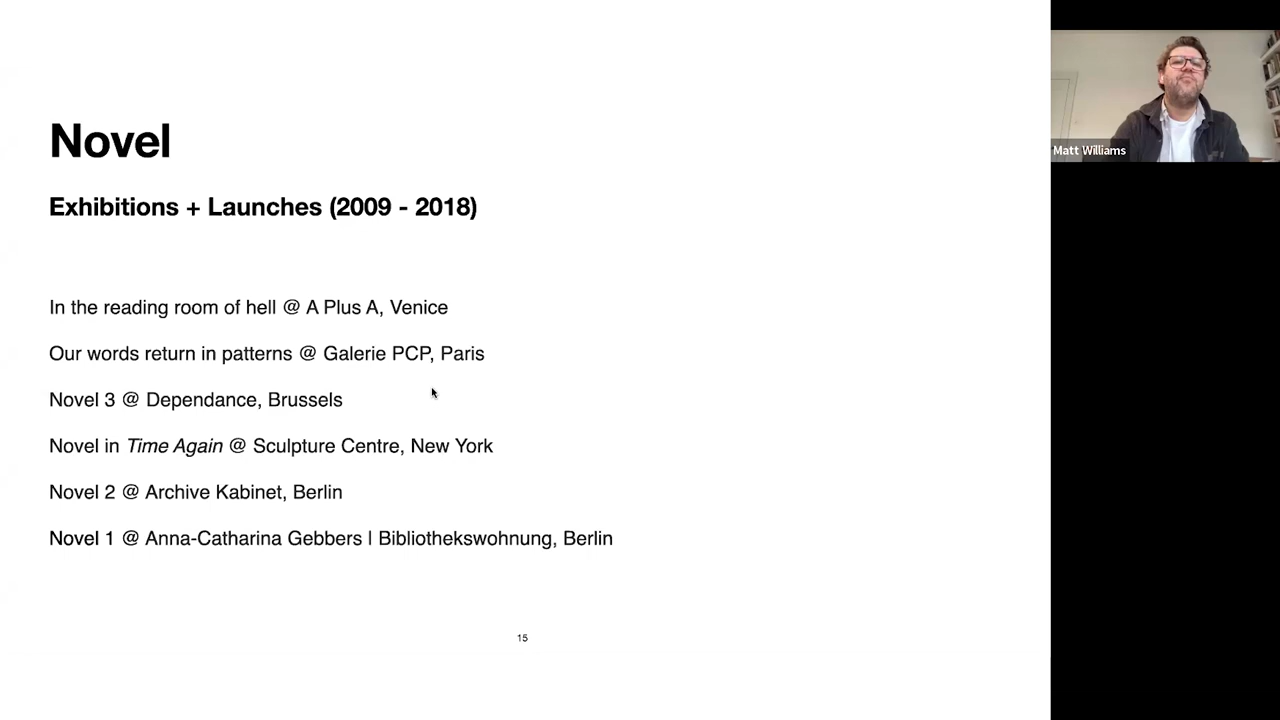 Novel
Exhibitions + Launches (2009 - 2018)
In the reading room of hell @ A Plus A, Venice
Our words return in patterns @ Galerie PCP, Paris
Novel 3 @ Dependance, Brussels
Novel in Time Again @ Sculpture Centre, New York
Novel 2 @ Archive Kabinet, Berlin
Novel 1 @ Anna-Catharina Gebbers | Bibliothekswohnung, Berlin
15
Matt Williams